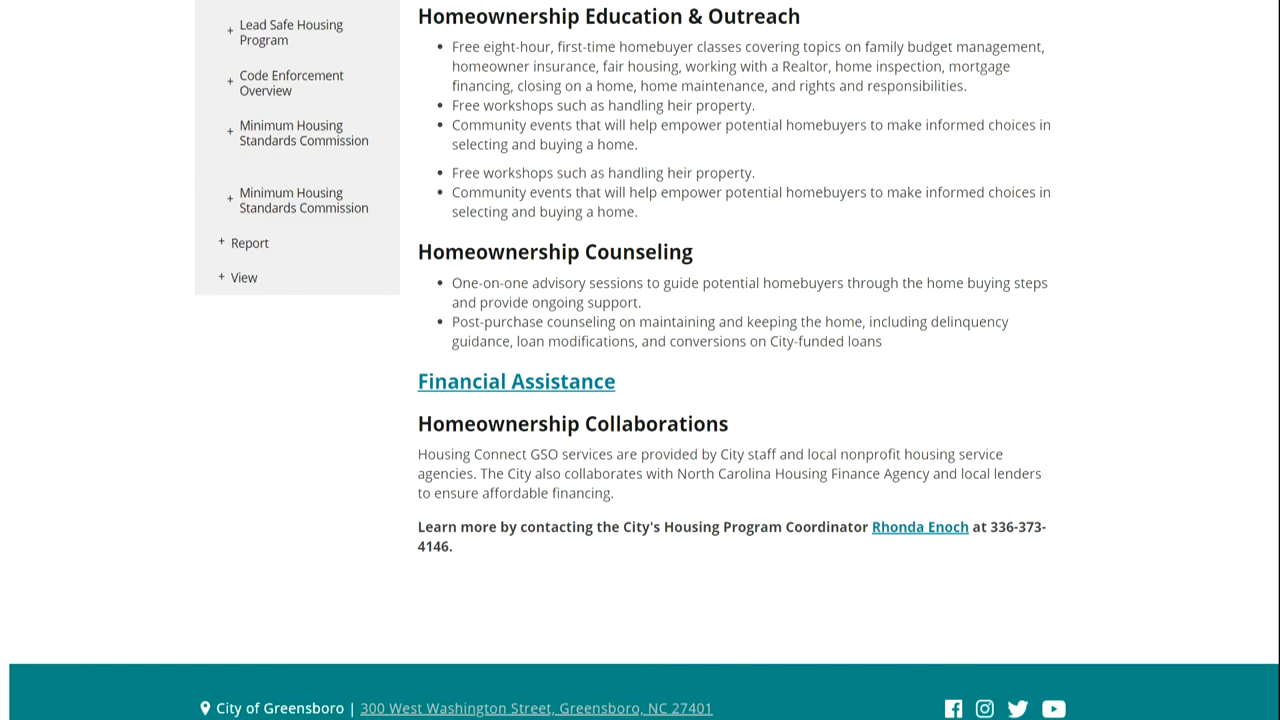 + Lead Safe Housing
Program
+ Code Enforcement
Overview
+ Minimum Housing
Standards Commission
+ Minimum Housing
Standards Commission
+ Report
+ View
Homeownership Education & Outreach
• Free eight-hour, first-time homebuyer classes covering topics on family budget management,
homeowner insurance, fair housing, working with a Realtor, home inspection, mortgage
financing, closing on a home, home maintenance, and rights and responsibilities.
• Free workshops such as handling heir property.
• Community events that will help empower potential homebuyers to make informed choices in
selecting and buying a home.
• Free workshops such as handling heir property.
• Community events that will help empower potential homebuyers to make informed choices in
selecting and buying a home.
Homeownership Counseling
• One-on-one advisory sessions to guide potential homebuyers through the home buying steps
and provide ongoing support.
• Post-purchase counseling on maintaining and keeping the home, including delinquency
guidance, loan modifications, and conversions on City-funded loans
Financial Assistance
Homeownership Collaborations
Housing Connect GSO services are provided by City staff and local nonprofit housing service
agencies. The City also collaborates with North Carolina Housing Finance Agency and local lenders
to ensure affordable financing.
Learn more by contacting the City's Housing Program Coordinator Rhonda Enoch at 336-373-
4146.
City of Greensboro | 300 West Washington Street, Greensboro, NC 27401